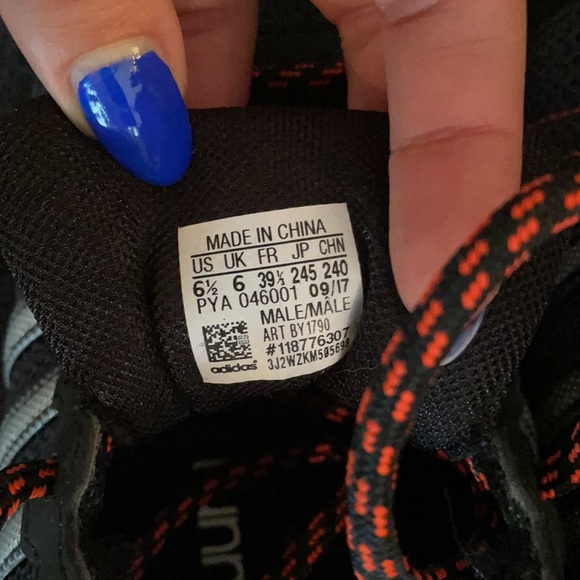 MADE IN CHINA
US UK FR JP CHN
6½ 6 39⅓ 245 240
PYA 046001 09/17
MALE/MÂLE
ART BY1790
#118776307
3J2WZKM505698
adidas